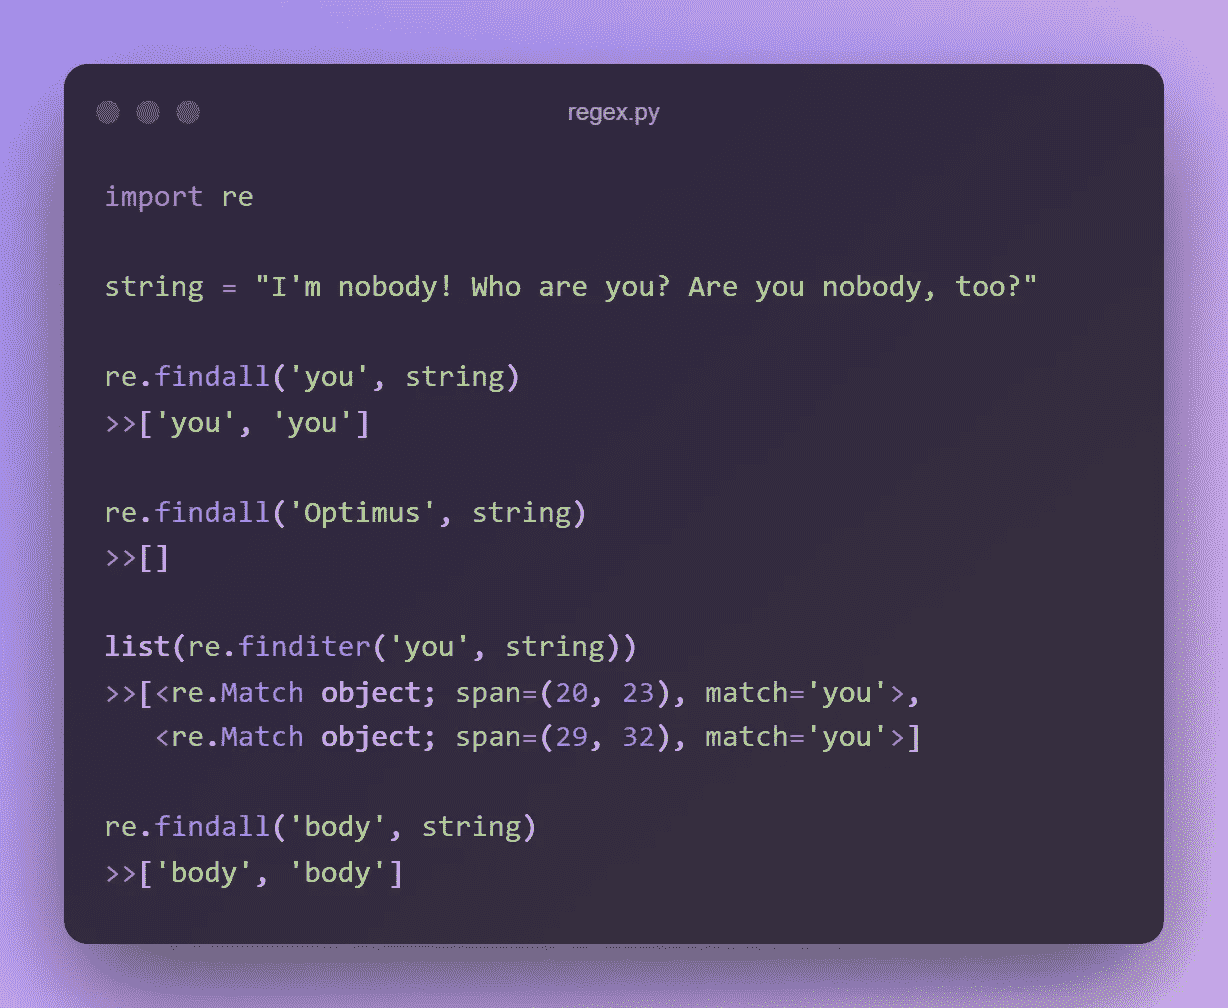 regex.py
import re
string = "I'm nobody! Who are you? Are you nobody, too?"
re.findall('you', string)
>>['you', 'you']
re.findall('Optimus', string)
>>[]
list(re.finditer('you', string))
>>[<re.Match object; span=(20, 23), match='you'>,
<re.Match object; span=(29, 32), match='you'>]
re.findall('body', string)
>>['body', 'body']